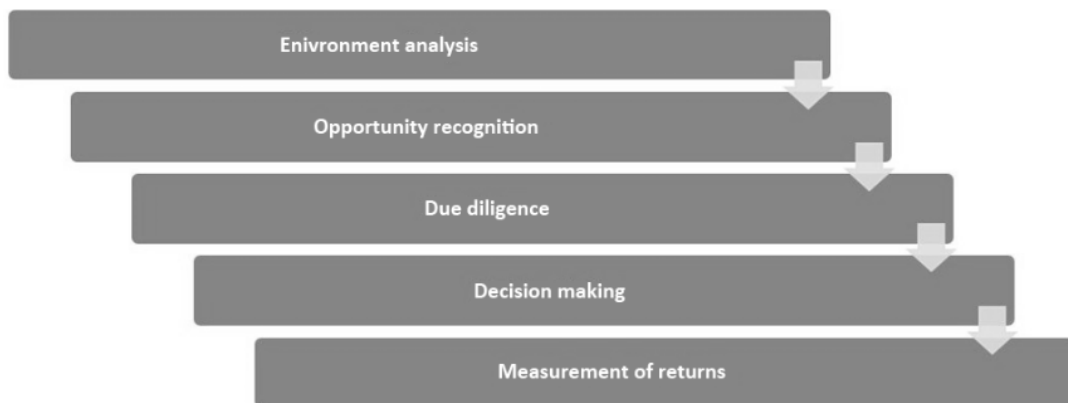 Enivronment analysis
Opportunity recognition
Due diligence
Decision making
Measurement of returns